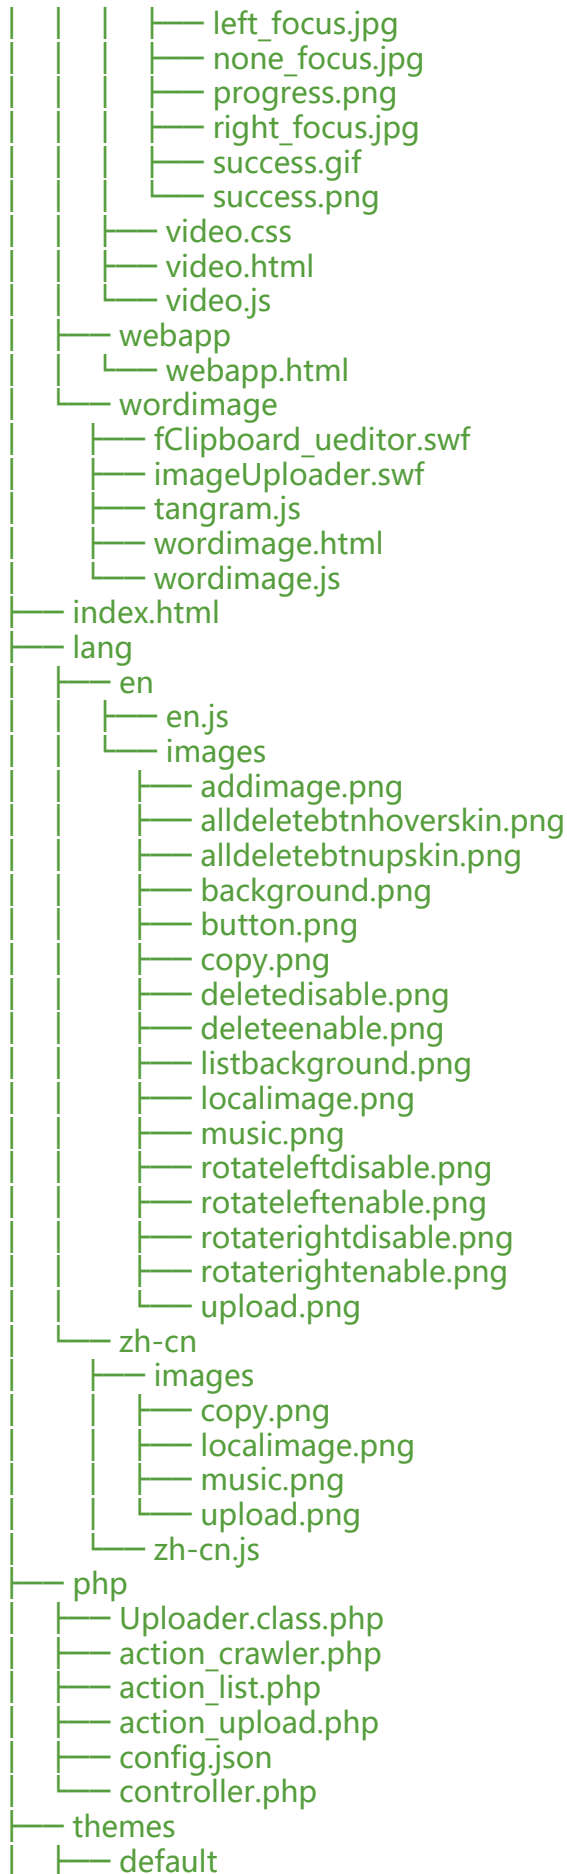 │   │   │   ├── left_focus.jpg
│   │   │   ├── none_focus.jpg
│   │   │   ├── progress.png
│   │   │   ├── right_focus.jpg
│   │   │   ├── success.gif
│   │   │   └── success.png
│   │   ├── video.css
│   │   ├── video.html
│   │   └── video.js
│   ├── webapp
│   │   └── webapp.html
│   └── wordimage
│       ├── fClipboard_ueditor.swf
│       ├── imageUploader.swf
│       ├── tangram.js
│       ├── wordimage.html
│       └── wordimage.js
├── index.html
├── lang
│   ├── en
│   │   ├── en.js
│   │   └── images
│   │       ├── addimage.png
│   │       ├── alldeletebtnhoverskin.png
│   │       ├── alldeletebtnupskin.png
│   │       ├── background.png
│   │       ├── button.png
│   │       ├── copy.png
│   │       ├── deletedisable.png
│   │       ├── deleteenable.png
│   │       ├── listbackground.png
│   │       ├── localimage.png
│   │       ├── music.png
│   │       ├── rotateleftdisable.png
│   │       ├── rotateleftenable.png
│   │       ├── rotaterightdisable.png
│   │       ├── rotaterightenable.png
│   │       └── upload.png
│   └── zh-cn
│       ├── images
│       │   ├── copy.png
│       │   ├── localimage.png
│       │   ├── music.png
│       │   └── upload.png
│       └── zh-cn.js
├── php
│   ├── Uploader.class.php
│   ├── action_crawler.php
│   ├── action_list.php
│   ├── action_upload.php
│   ├── config.json
│   └── controller.php
├── themes
│   ├── default